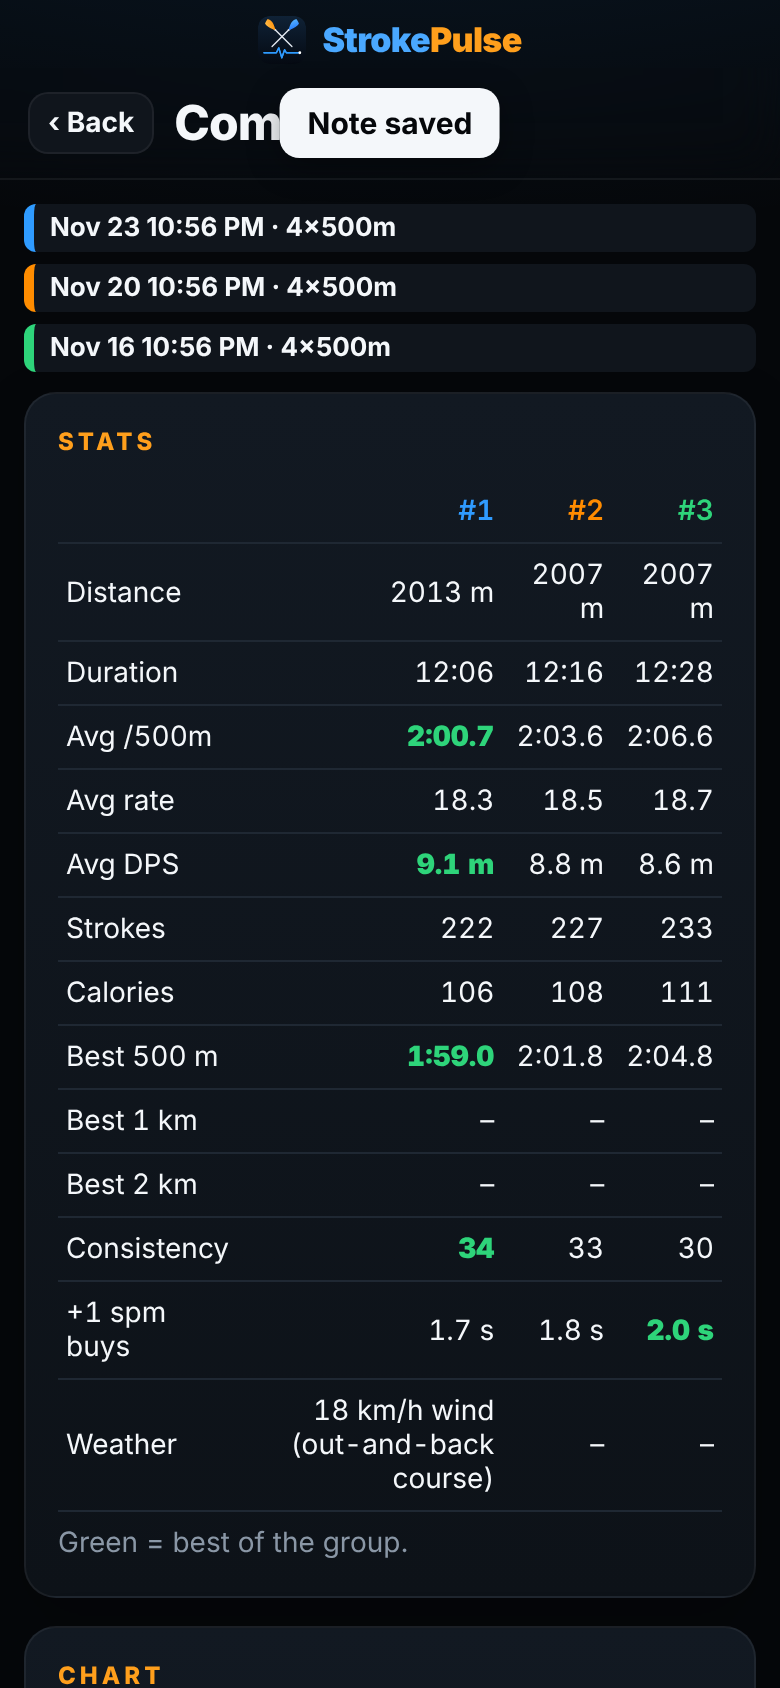 StrokePulse
‹ Back
Com
Note saved
Nov 23 10:56 PM · 4×500m
Nov 20 10:56 PM · 4×500m
Nov 16 10:56 PM · 4×500m
STATS
#1 #2 #3
Distance 2013 m 2007 m 2007 m
Duration 12:06 12:16 12:28
Avg /500m 2:00.7 2:03.6 2:06.6
Avg rate 18.3 18.5 18.7
Avg DPS 9.1 m 8.8 m 8.6 m
Strokes 222 227 233
Calories 106 108 111
Best 500 m 1:59.0 2:01.8 2:04.8
Best 1 km – – –
Best 2 km – – –
Consistency 34 33 30
+1 spm
buys 1.7 s 1.8 s 2.0 s
Weather 18 km/h wind
(out-and-back
course) – –
Green = best of the group.
CHART